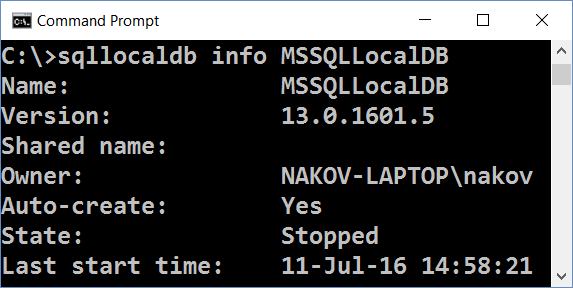 Command Prompt
C:\>sqllocaldb info MSSQLLocalDB
Name: MSSQLLocalDB
Version: 13.0.1601.5
Shared name:
Owner: NAKOV-LAPTOP\nakov
Auto-create: Yes
State: Stopped
Last start time: 11-Jul-16 14:58:21